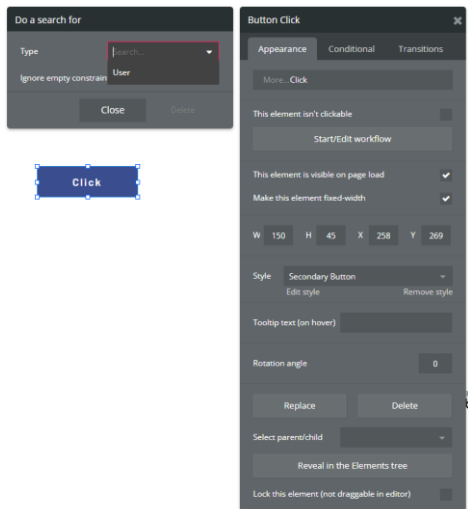 Do a search for
Type
Search...
User
Ignore empty constrain
Close
Delete
Click
Button Click
Appearance
Conditional
Transitions
More... Click
This element isn't clickable
Start/Edit workflow
This element is visible on page load
Make this element fixed-width
W 150 H 45 X 258 Y 269
Style Secondary Button
Edit style Remove style
Tooltip text (on hover)
Rotation angle 0
Replace Delete
Select parent/child
Reveal in the Elements tree
Lock this element (not draggable in editor)